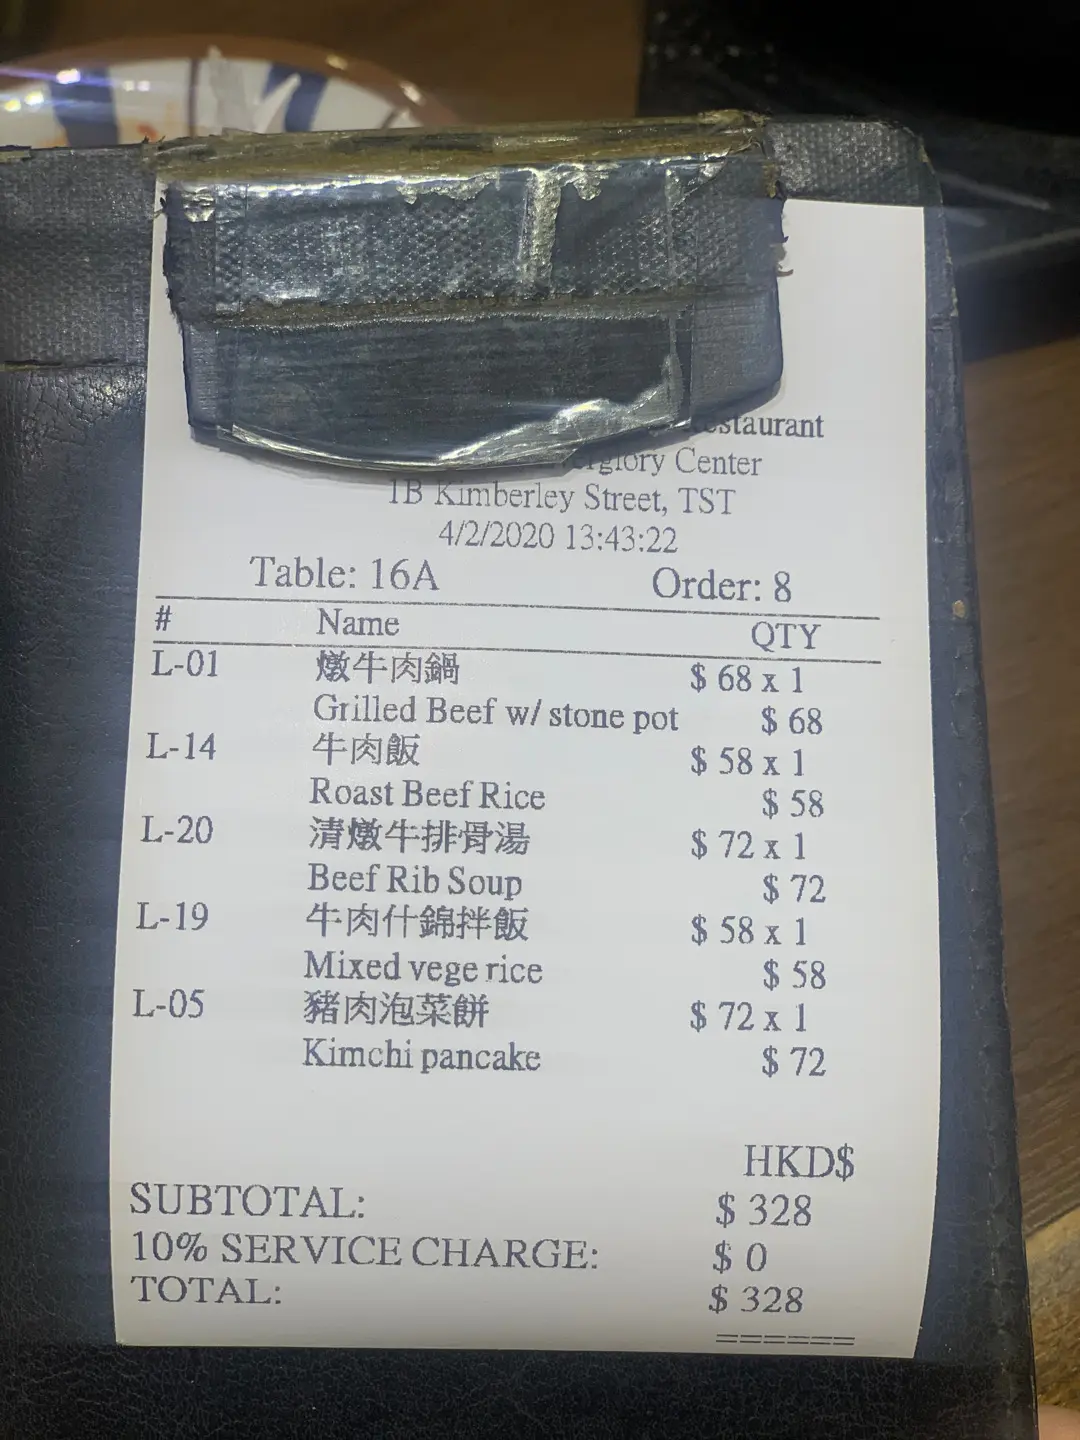 Restaurant
Center
1B Kimberley Street, TST
4/2/2020 13:43:22
Table: 16A Order: 8
# Name QTY
L-01 燉牛肉鍋 $ 68 x 1
Grilled Beef w/ stone pot $ 68
L-14 牛肉飯 $ 58 x 1
Roast Beef Rice $ 58
L-20 清燉牛排骨湯 $ 72 x 1
Beef Rib Soup $ 72
L-19 牛肉什錦拌飯 $ 58 x 1
Mixed vege rice $ 58
L-05 豬肉泡菜餅 $ 72 x 1
Kimchi pancake $ 72
HKD$
SUBTOTAL: $ 328
10% SERVICE CHARGE: $ 0
TOTAL: $ 328
======